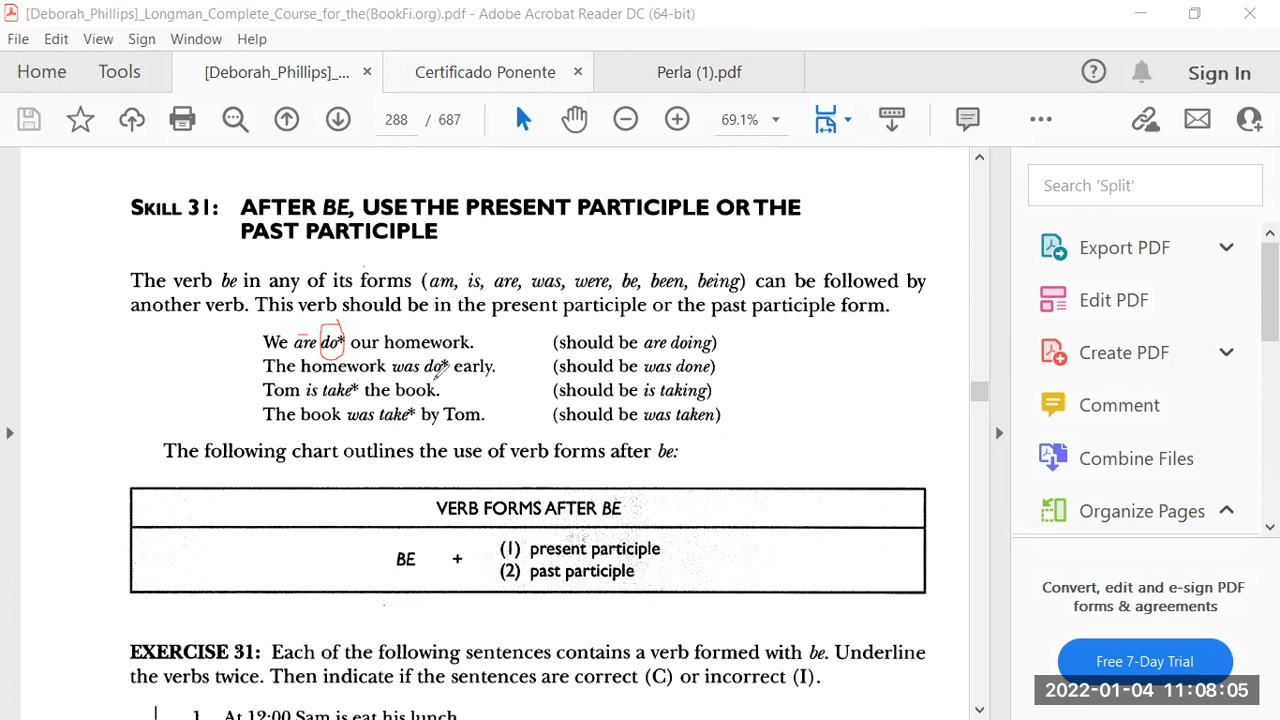 [Deborah_Phillips]_Longman_Complete_Course_for_the(BookFi.org).pdf - Adobe Acrobat Reader DC (64-bit)
File Edit View Sign Window Help
Home Tools [Deborah_Phillips]_... × Certificado Ponente × Perla (1).pdf ? Sign In
288 / 687 69.1% •••
SKILL 31: AFTER BE, USE THE PRESENT PARTICIPLE OR THE
PAST PARTICIPLE
The verb be in any of its forms (am, is, are, was, were, be, been, being) can be followed by
another verb. This verb should be in the present participle or the past participle form.
We are do* our homework. (should be are doing)
The homework was do* early. (should be was done)
Tom is take* the book. (should be is taking)
The book was take* by Tom. (should be was taken)
The following chart outlines the use of verb forms after be:
VERB FORMS AFTER BE
BE + (1) present participle
(2) past participle
EXERCISE 31: Each of the following sentences contains a verb formed with be. Underline
the verbs twice. Then indicate if the sentences are correct (C) or incorrect (I).
1. At 12:00 Sam is eat his lunch.
Search 'Split'
Export PDF
Edit PDF
Create PDF
Comment
Combine Files
Organize Pages
Convert, edit and e-sign PDF
forms & agreements
Free 7-Day Trial
2022-01-04 11:08:05